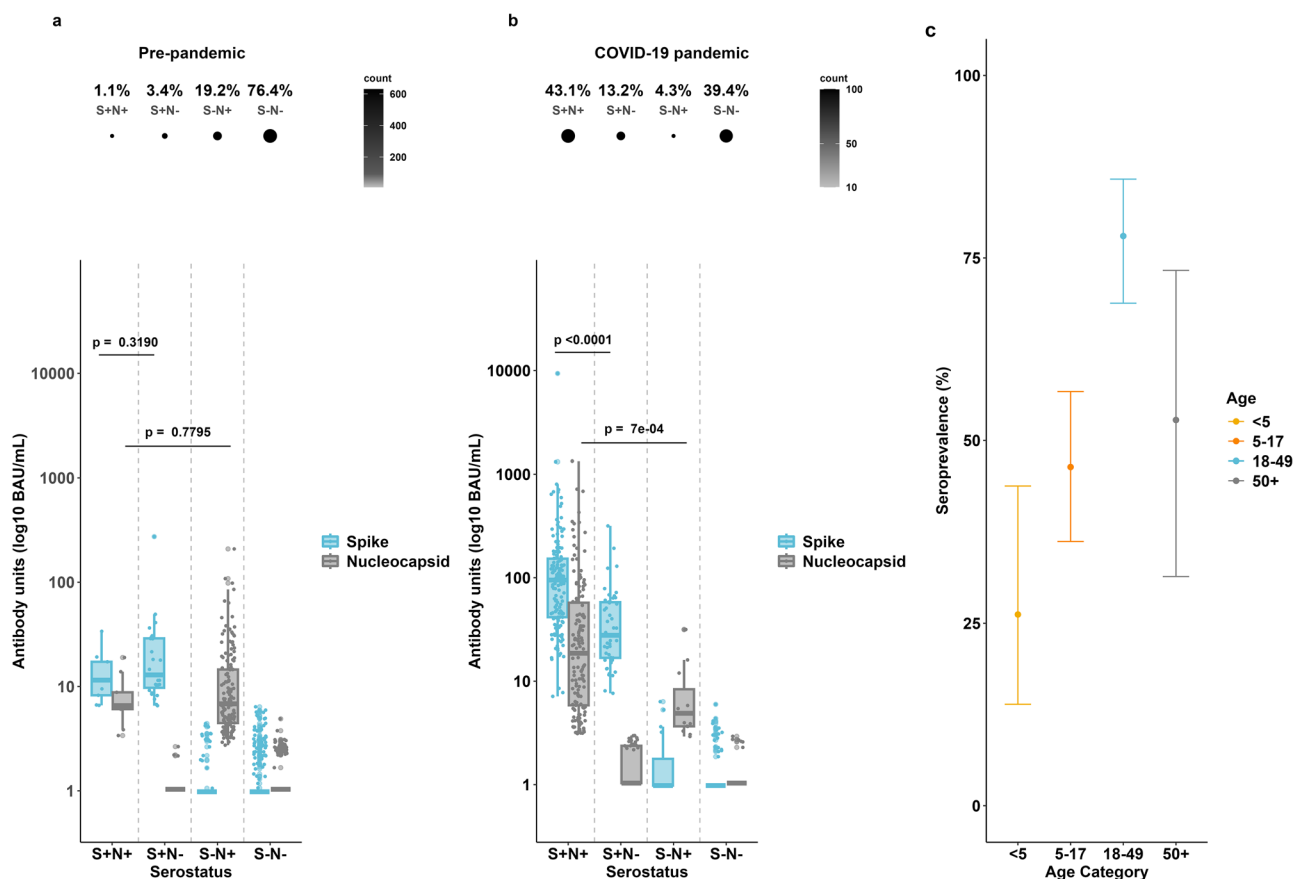 a
Pre-pandemic
1.1% 3.4% 19.2% 76.4%
S+N+ S+N- S-N+ S-N-
count
600
400
200
p = 0.3190
p = 0.7795
10000
1000
100
10
1
Antibody units (log10 BAU/mL)
S+N+ S+N- S-N+ S-N-
Serostatus
Spike
Nucleocapsid
b
COVID-19 pandemic
43.1% 13.2% 4.3% 39.4%
S+N+ S+N- S-N+ S-N-
count
100
50
10
p <0.0001
p = 7e-04
10000
1000
100
10
1
Antibody units (log10 BAU/mL)
S+N+ S+N- S-N+ S-N-
Serostatus
Spike
Nucleocapsid
c
100
75
50
25
0
Seroprevalence (%)
<5 5-17 18-49 50+
Age Category
Age
<5
5-17
18-49
50+